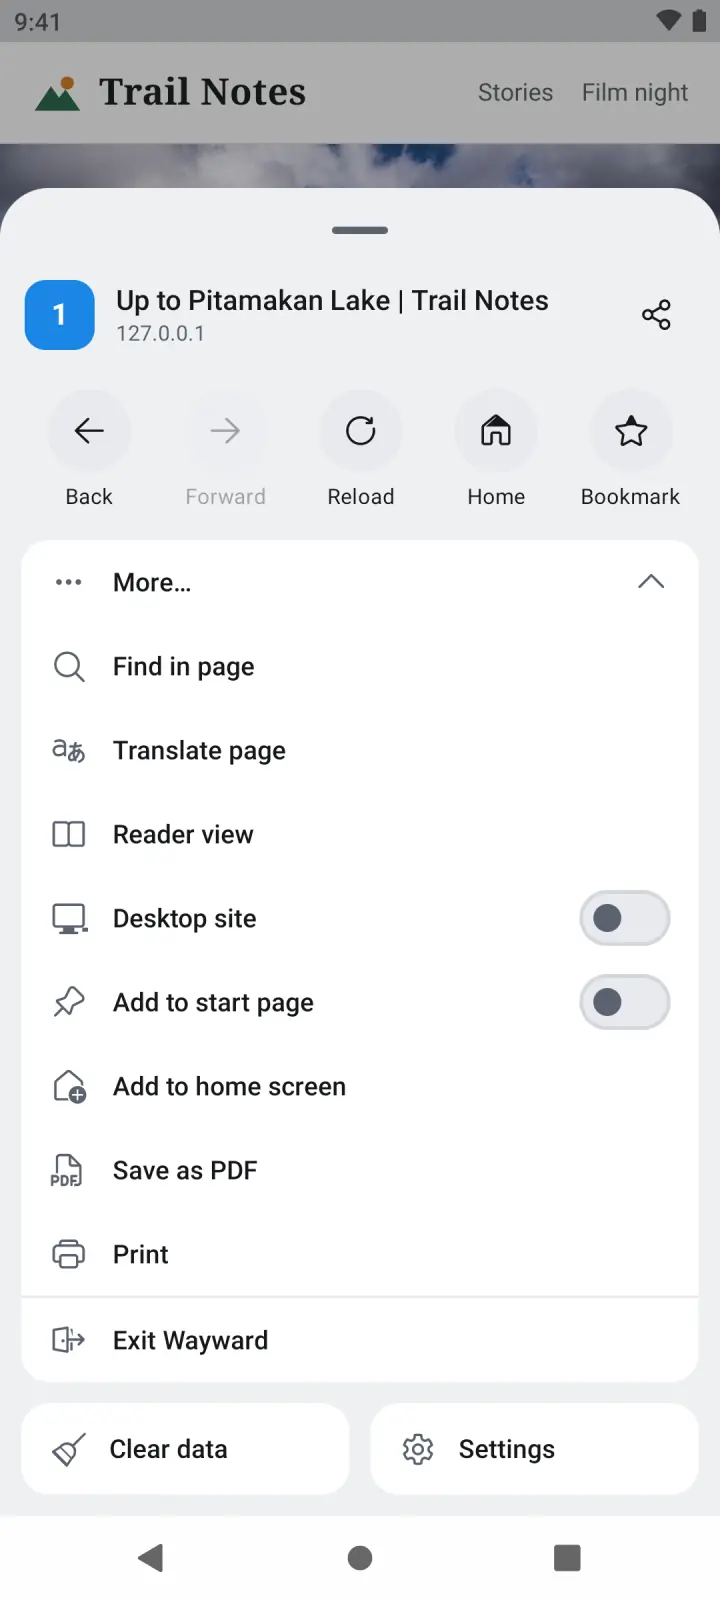 9:41
Trail Notes
Stories
Film night
1
Up to Pitamakan Lake | Trail Notes
127.0.0.1
Back
Forward
Reload
Home
Bookmark
More...
Find in page
aあ
Translate page
Reader view
Desktop site
Add to start page
Add to home screen
PDF
Save as PDF
Print
Exit Wayward
Clear data
Settings